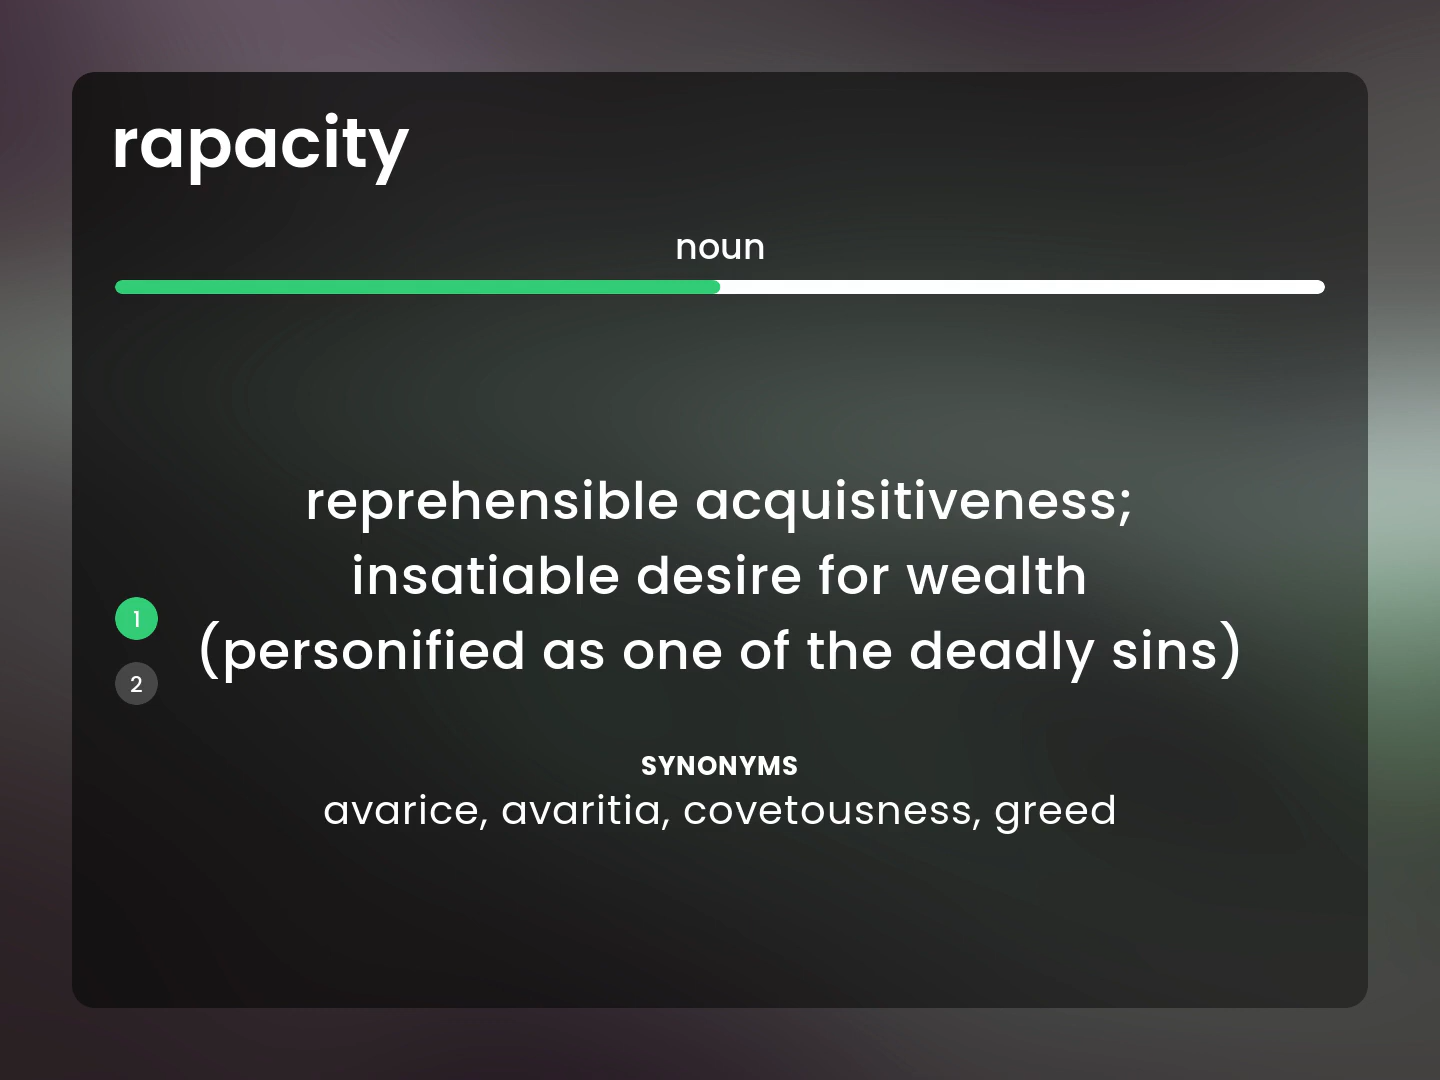 rapacity
noun
reprehensible acquisitiveness;
insatiable desire for wealth
(personified as one of the deadly sins)
1
2
SYNONYMS
avarice, avaritia, covetousness, greed